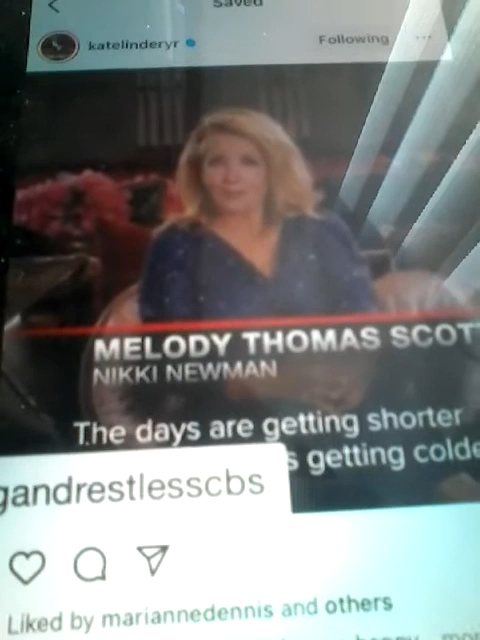 Saved
katelinderyr
Following
MELODY THOMAS SCOT
NIKKI NEWMAN
The days are getting shorter
s getting colde
gandrestlesscbs
Liked by mariannedennis and others